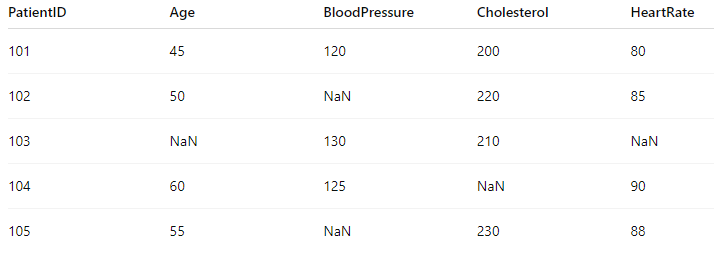 PatientID Age BloodPressure Cholesterol HeartRate
101 45 120 200 80
102 50 NaN 220 85
103 NaN 130 210 NaN
104 60 125 NaN 90
105 55 NaN 230 88